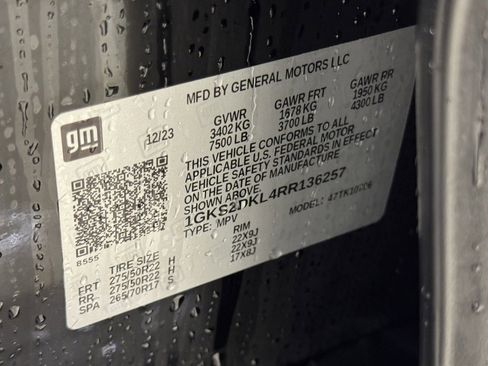 MFD BY GENERAL MOTORS LLC
gm
12/23
GVWR GAWR FRT GAWR RR
3402 KG 1678 KG 1950 KG
7500 LB 3700 LB 4300 LB
THIS VEHICLE CONFORMS TO ALL
APPLICABLE U.S. FEDERAL MOTOR
VEHICLE SAFETY STANDARDS IN EFFECT
ON THE DATE OF MANUFACTURE
SHOWN ABOVE.
1GKS2DKL4RR136257
TYPE: MPV MODEL:
8555
TIRE SIZE RIM
FRT 275/50R22 H 22X9J
RR 275/50R22 H 22X9J
SPA 265/70R17 S 17X8J